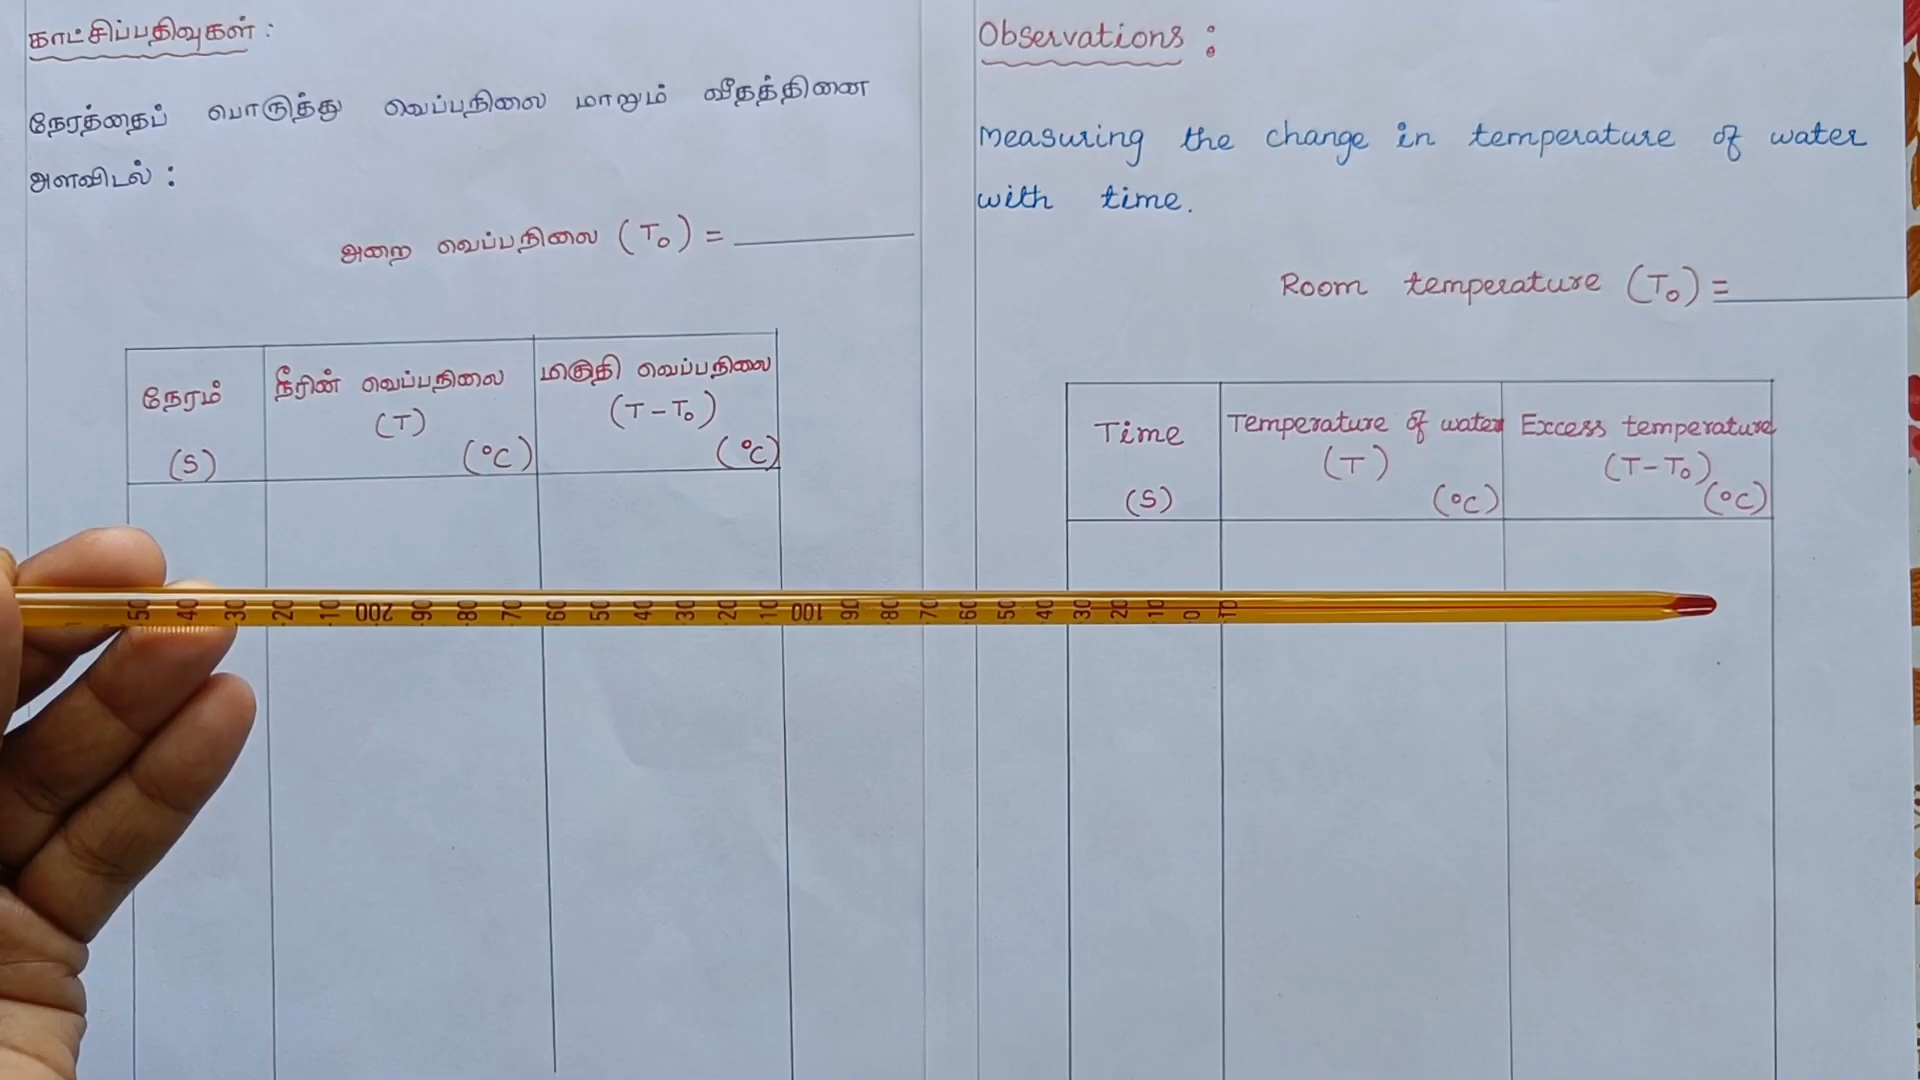 காட்சிப்பதிவுகள் :
நேரத்தைப் பொருத்து வெப்பநிலை மாறும் வீதத்தினை
அளவிடல் :
அறை வெப்பநிலை (T₀) =
நேரம்
(S)
நீரின் வெப்பநிலை
(T)
(°C)
மிகுதி வெப்பநிலை
(T-T₀)
(°C)
Observations :
Measuring the change in temperature of water
with time.
Room temperature (T₀) =
Time
(S)
Temperature of water
(T)
(°C)
Excess temperature
(T-T₀)
(°C)
50 40 30 20 10 200 90 80 70 60 50 40 30 20 10 100 90 80 70 60 50 40 30 20 10 0 10